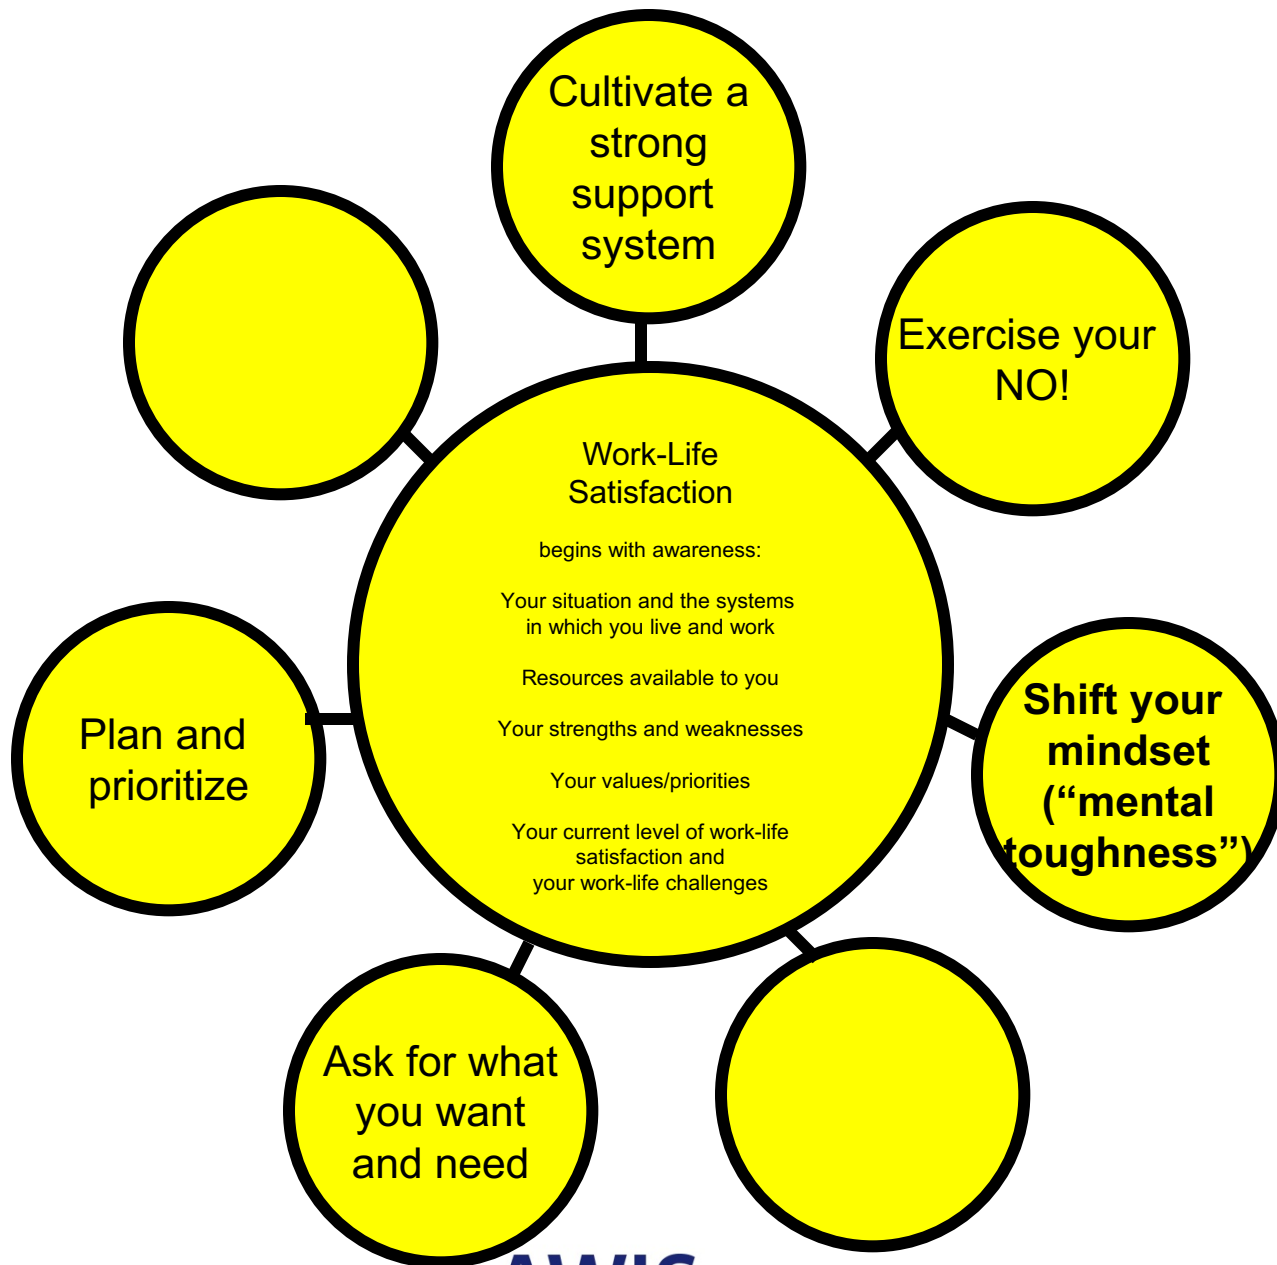 Cultivate a
strong
support
system
Exercise your
NO!
Work-Life
Satisfaction
begins with awareness:
Your situation and the systems
in which you live and work
Resources available to you
Your strengths and weaknesses
Your values/priorities
Your current level of work-life
satisfaction and
your work-life challenges
Shift your
mindset
(“mental
toughness”)
Plan and
prioritize
Ask for what
you want
and need
AWIS